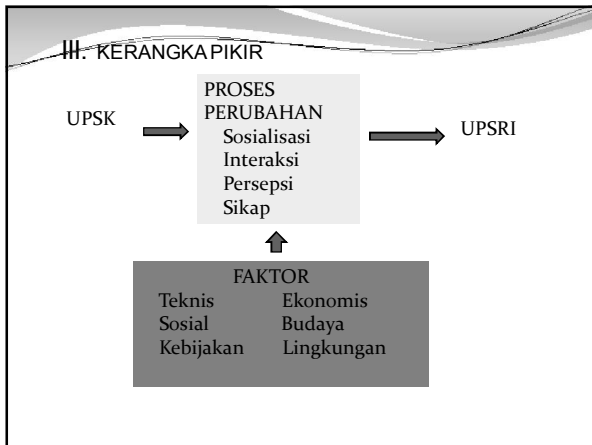 III. KERANGKA PIKIR
PROSES
PERUBAHAN
Sosialisasi
Interaksi
Persepsi
Sikap
UPSK
UPSRI
FAKTOR
Teknis Ekonomis
Sosial Budaya
Kebijakan Lingkungan